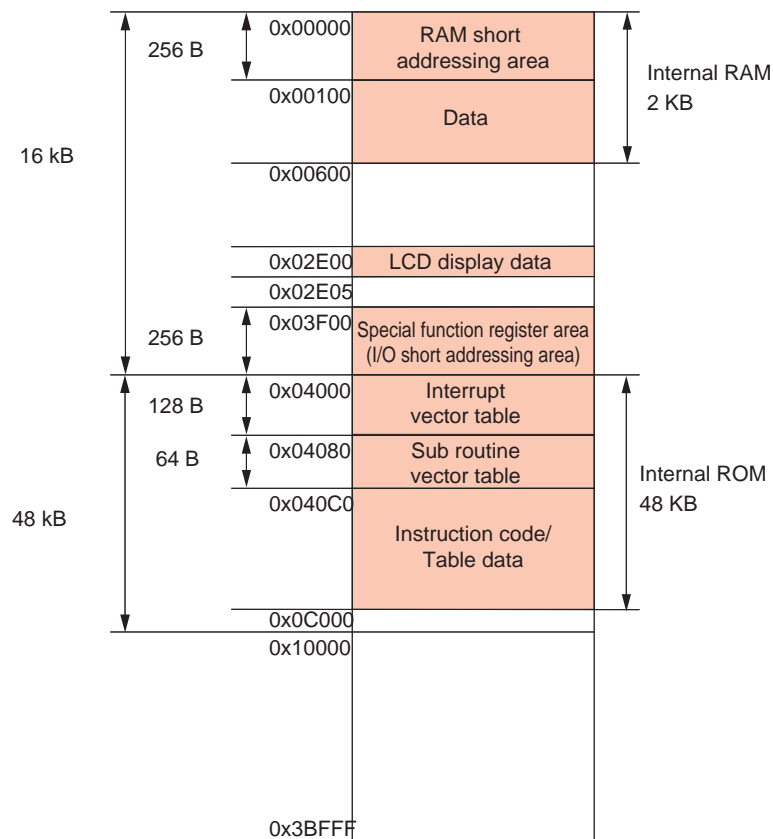 0x00000
RAM short
addressing area
256 B
Internal RAM
2 KB
0x00100
Data
16 kB
0x00600
0x02E00
LCD display data
0x02E05
0x03F00
Special function register area
(I/O short addressing area)
256 B
0x04000
Interrupt
vector table
128 B
0x04080
Sub routine
vector table
64 B
Internal ROM
48 KB
0x040C0
48 kB
Instruction code/
Table data
0x0C000
0x10000
0x3BFFF